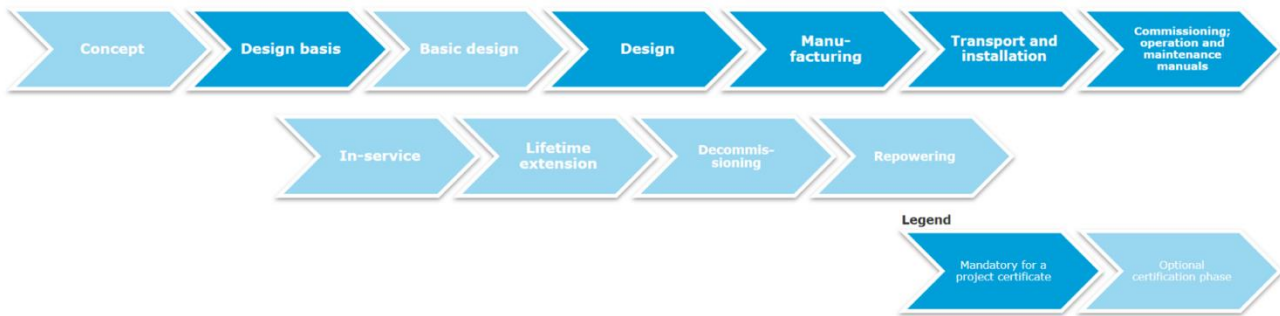 Concept
Design basis
Basic design
Design
Manu-
facturing
Transport and
installation
Commissioning;
operation and
maintenance
manuals
In-service
Lifetime
extension
Decommis-
sioning
Repowering
Legend
Mandatory for a
project certificate
Optional
certification phase